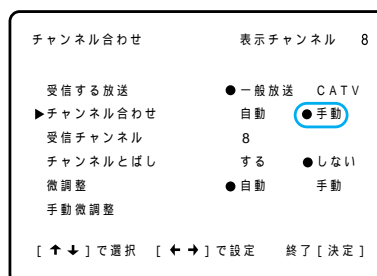 チャンネル合わせ 表示チャンネル 8
受信する放送 ●一般放送 CATV
▶チャンネル合わせ 自動 ●手動
受信チャンネル 8
チャンネルとばし する ●しない
微調整 ●自動 手動
手動微調整
[↑↓]で選択 [←→]で設定 終了[決定]